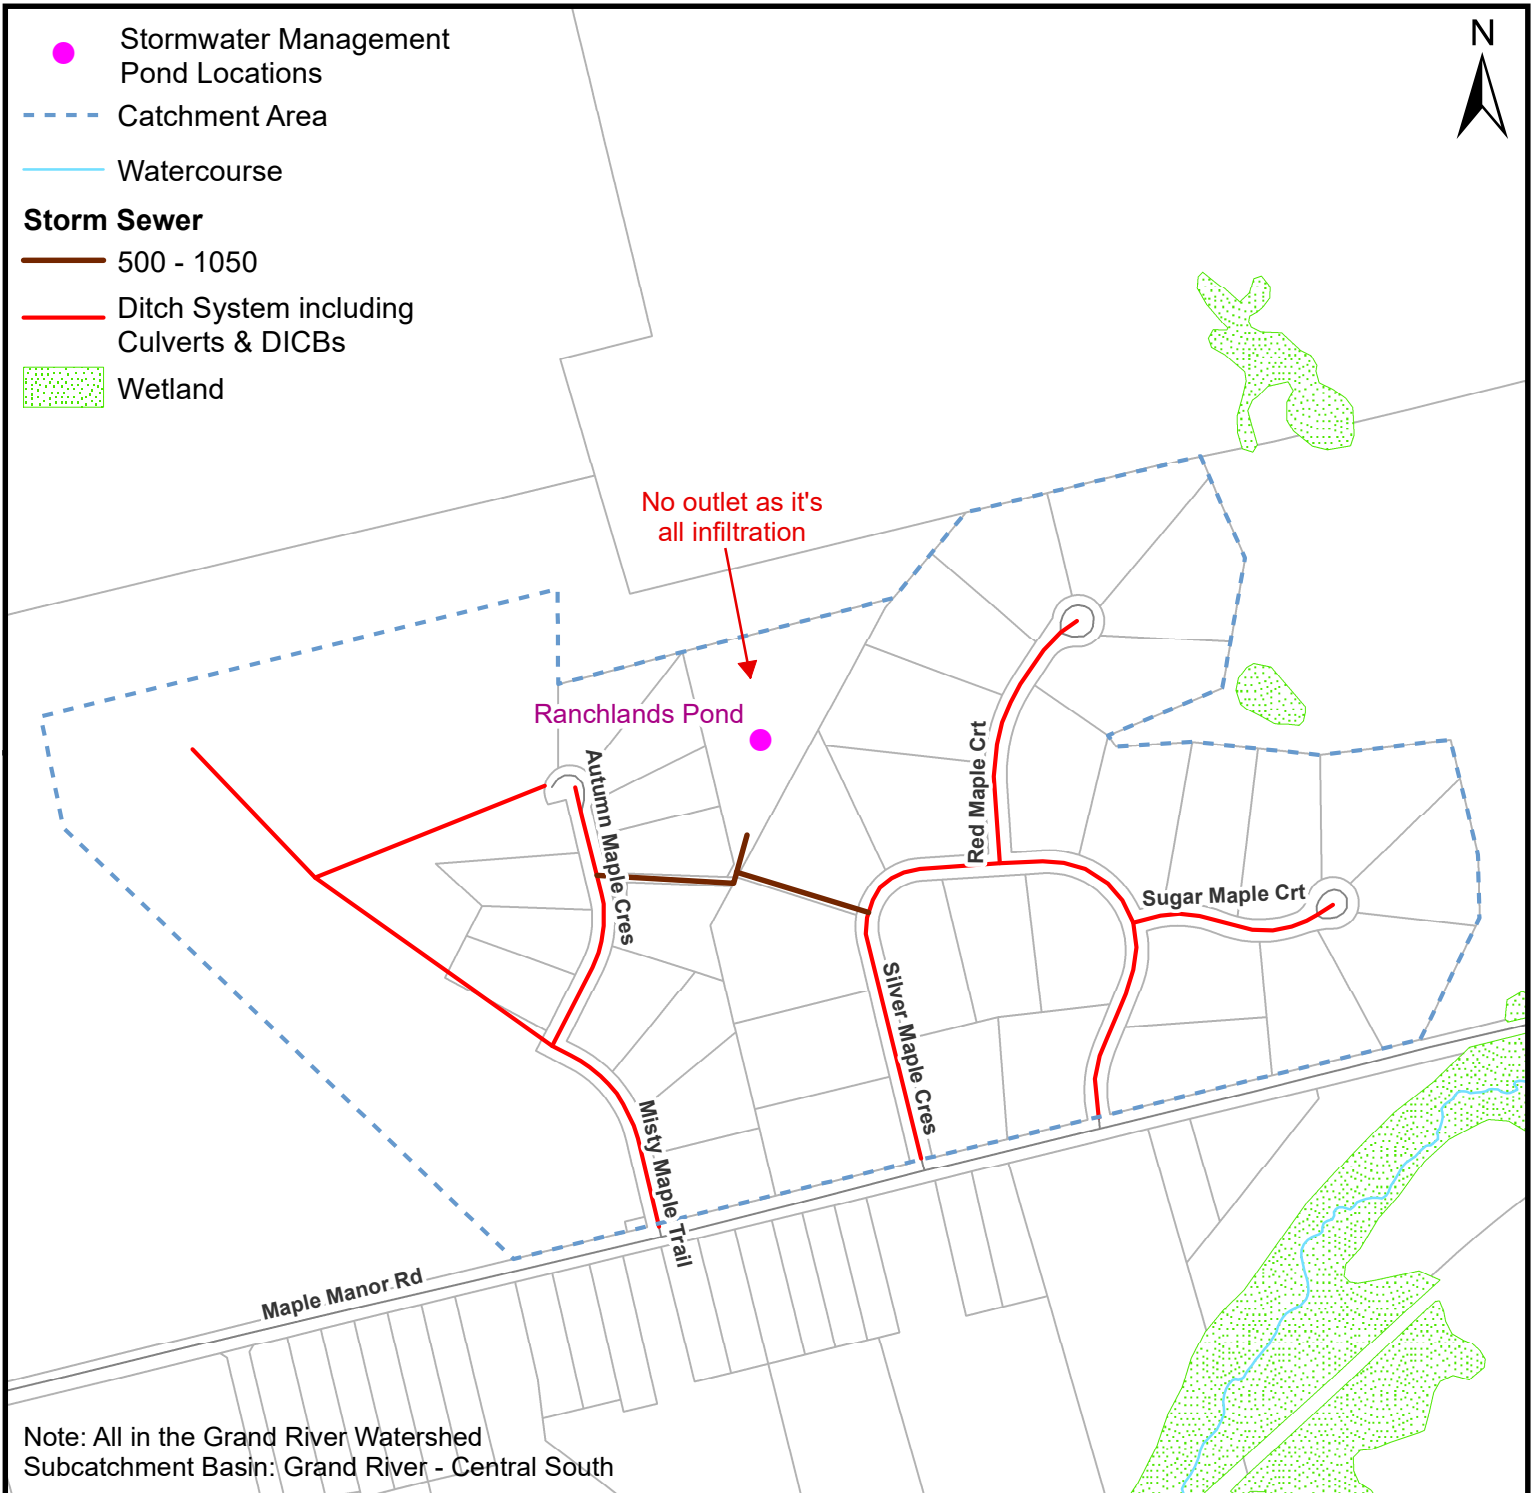 Stormwater Management
Pond Locations
Catchment Area
Watercourse
Storm Sewer
500 - 1050
Ditch System including
Culverts & DICBs
Wetland
N
No outlet as it's
all infiltration
Ranchlands Pond
Autumn Maple Cres
Red Maple Crt
Sugar Maple Crt
Silver Maple Cres
Misty Maple Trail
Maple Manor Rd
Note: All in the Grand River Watershed
Subcatchment Basin: Grand River - Central South